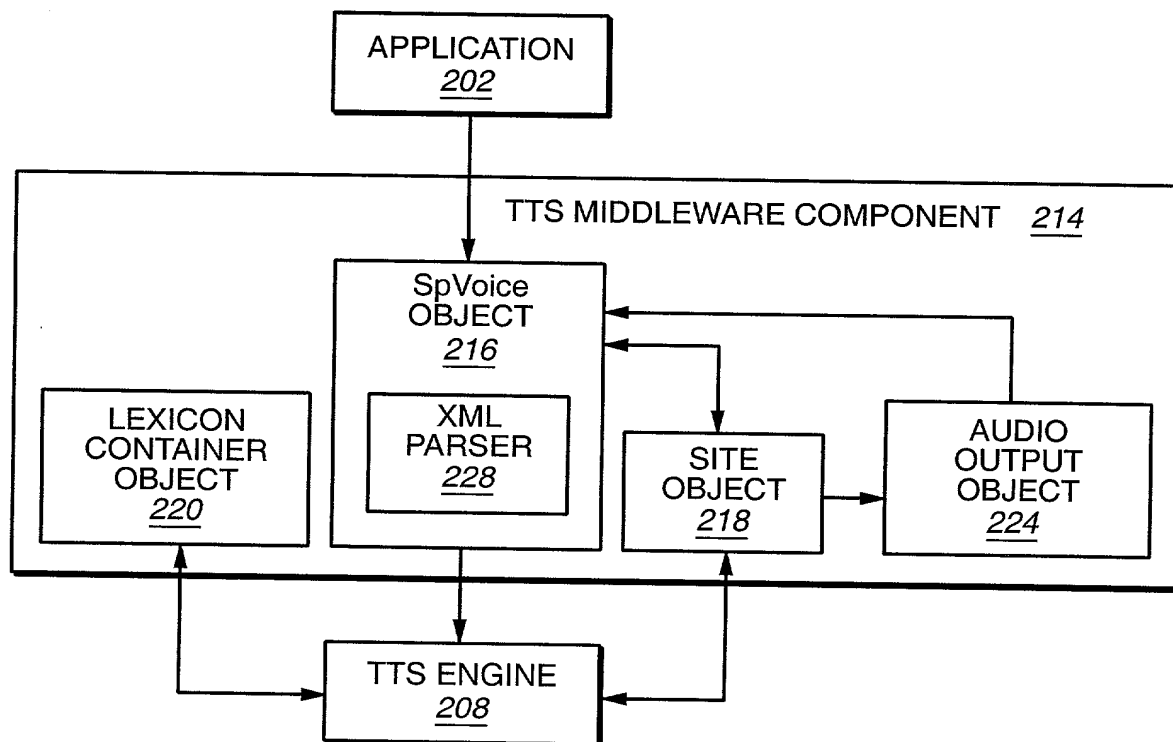 APPLICATION
202
TTS MIDDLEWARE COMPONENT 214
SpVoice
OBJECT
216
XML
PARSER
228
LEXICON
CONTAINER
OBJECT
220
SITE
OBJECT
218
AUDIO
OUTPUT
OBJECT
224
TTS ENGINE
208